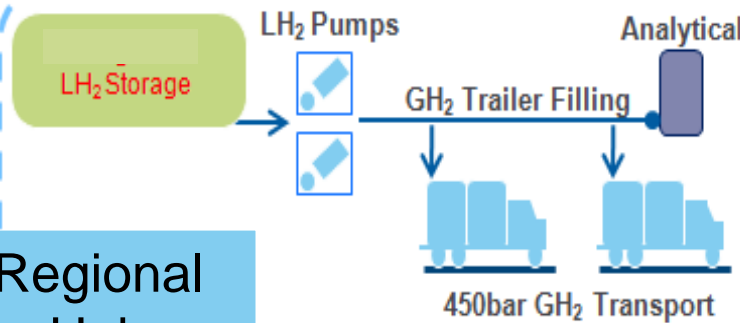 LH₂ Pumps
Analytical
LH₂ Storage
GH₂ Trailer Filling
Regional
450bar GH₂ Transport